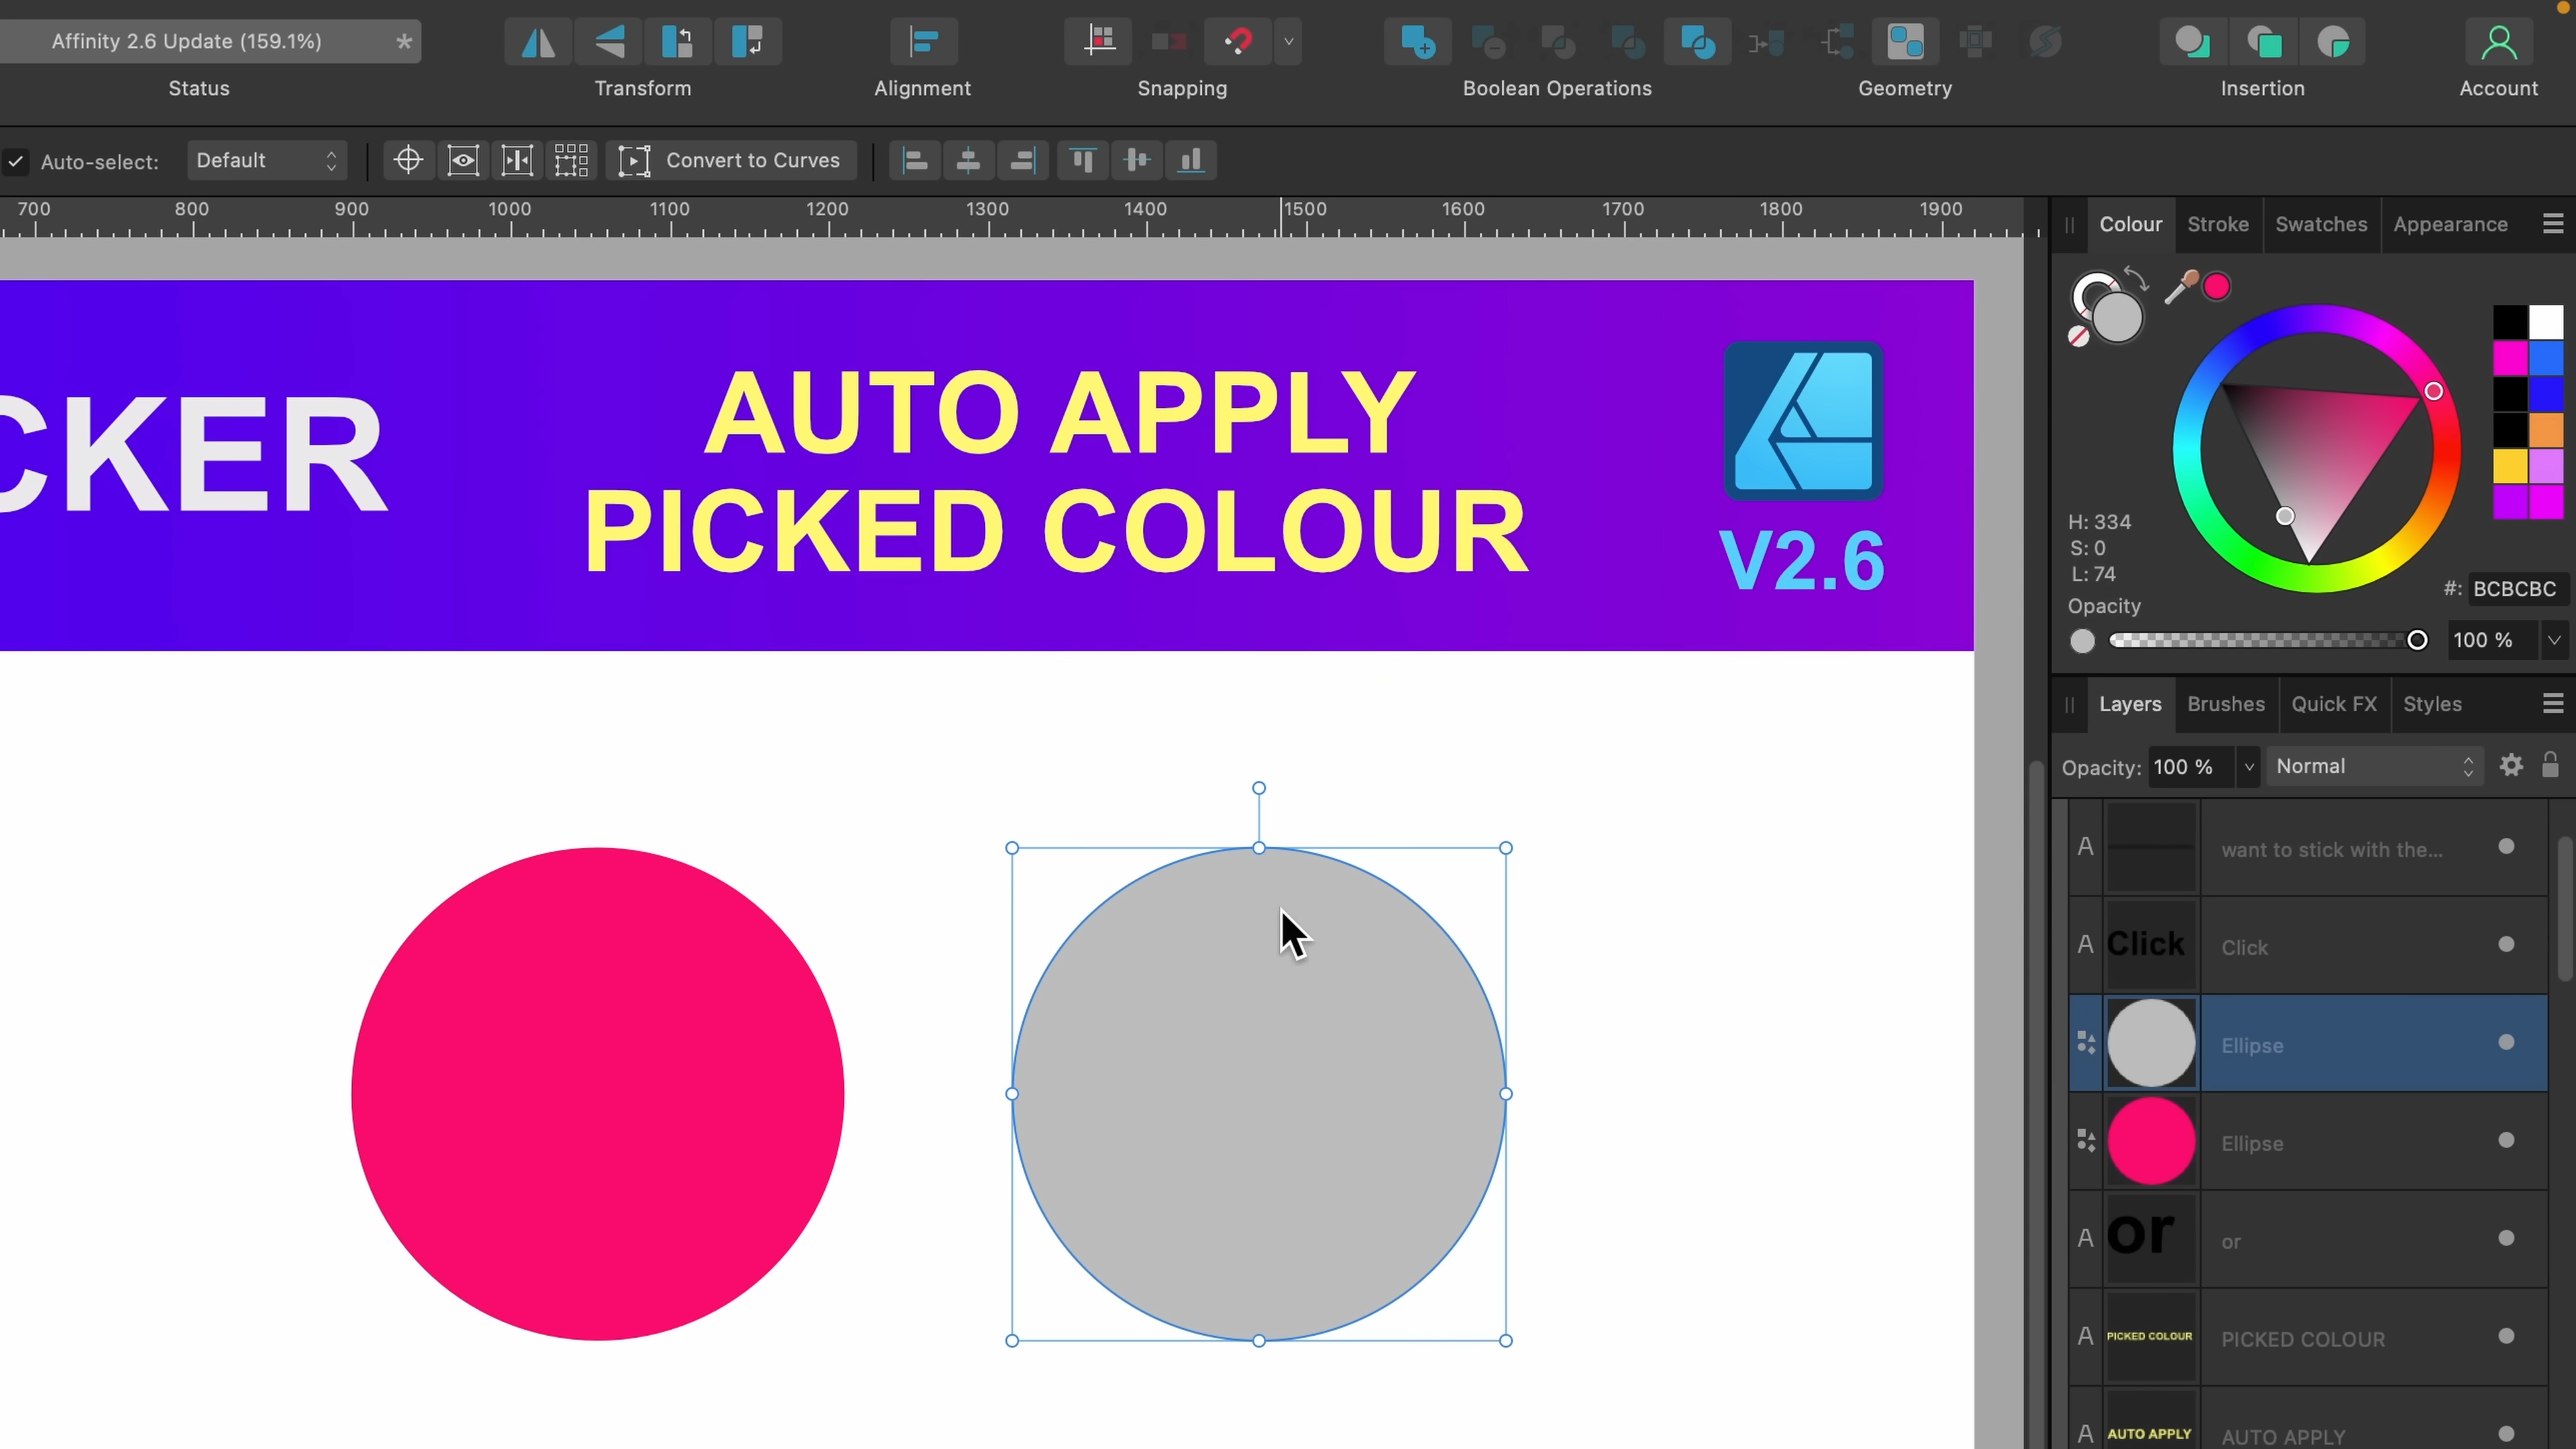 Affinity 2.6 Update (159.1%) *
Status
Transform
Alignment
Snapping
Boolean Operations
Geometry
Insertion
Account
Auto-select:
Default
Convert to Curves
700 800 900 1000 1100 1200 1300 1400 1500 1600 1700 1800 1900
CKER
AUTO APPLY
PICKED COLOUR
V2.6
Colour Stroke Swatches Appearance
H: 334
S: 0
L: 74
#: BCBCBC
Opacity
100 %
Layers Brushes Quick FX Styles
Opacity: 100 % Normal
A want to stick with the...
A Click Click
Ellipse
Ellipse
A or or
A PICKED COLOUR PICKED COLOUR
A AUTO APPLY AUTO APPLY